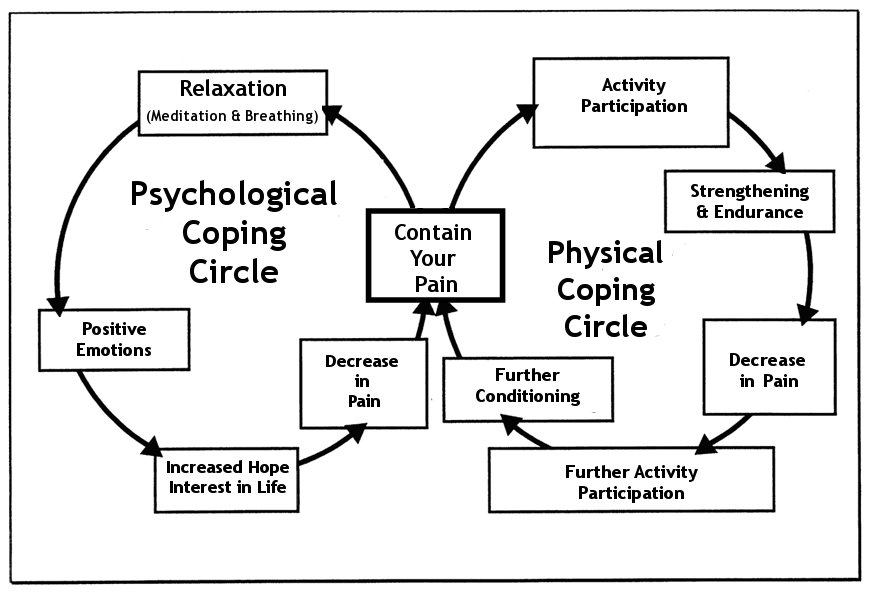 Relaxation
(Meditation & Breathing)
Activity
Participation
Psychological
Coping
Circle
Strengthening
& Endurance
Contain
Your
Pain
Physical
Coping
Circle
Positive
Emotions
Decrease
in
Pain
Further
Conditioning
Decrease
in Pain
Increased Hope
Interest in Life
Further Activity
Participation